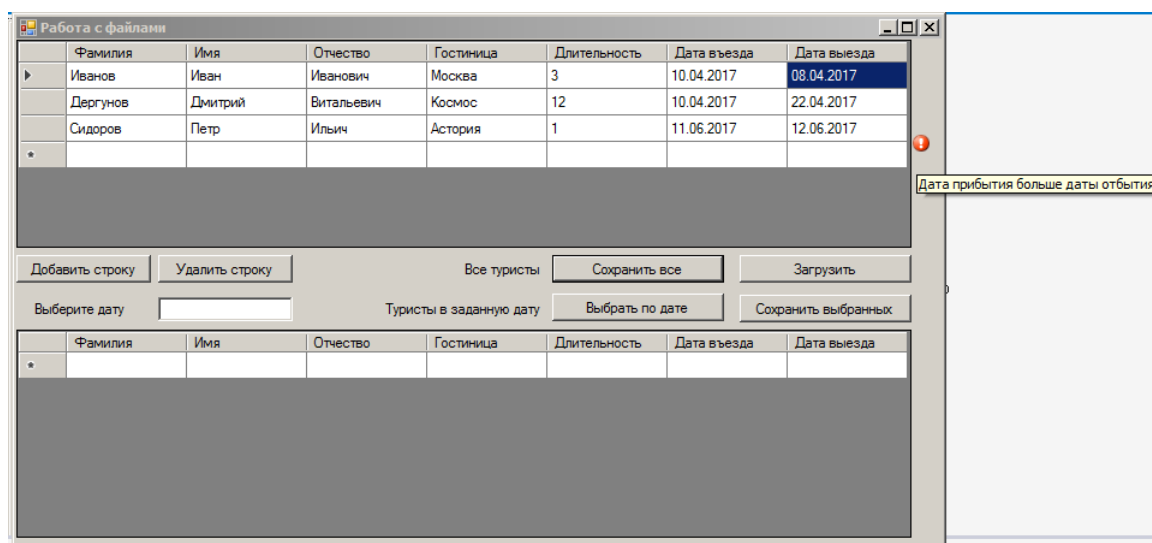 Работа с файлами
Фамилия Имя Отчество Гостиница Длительность Дата въезда Дата выезда
Иванов Иван Иванович Москва 3 10.04.2017 08.04.2017
Дергунов Дмитрий Витальевич Космос 12 10.04.2017 22.04.2017
Сидоров Петр Ильич Астория 1 11.06.2017 12.06.2017
Дата прибытия больше даты отбытия
Добавить строку Удалить строку Все туристы Сохранить все Загрузить
Выберите дату Туристы в заданную дату Выбрать по дате Сохранить выбранных
Фамилия Имя Отчество Гостиница Длительность Дата въезда Дата выезда